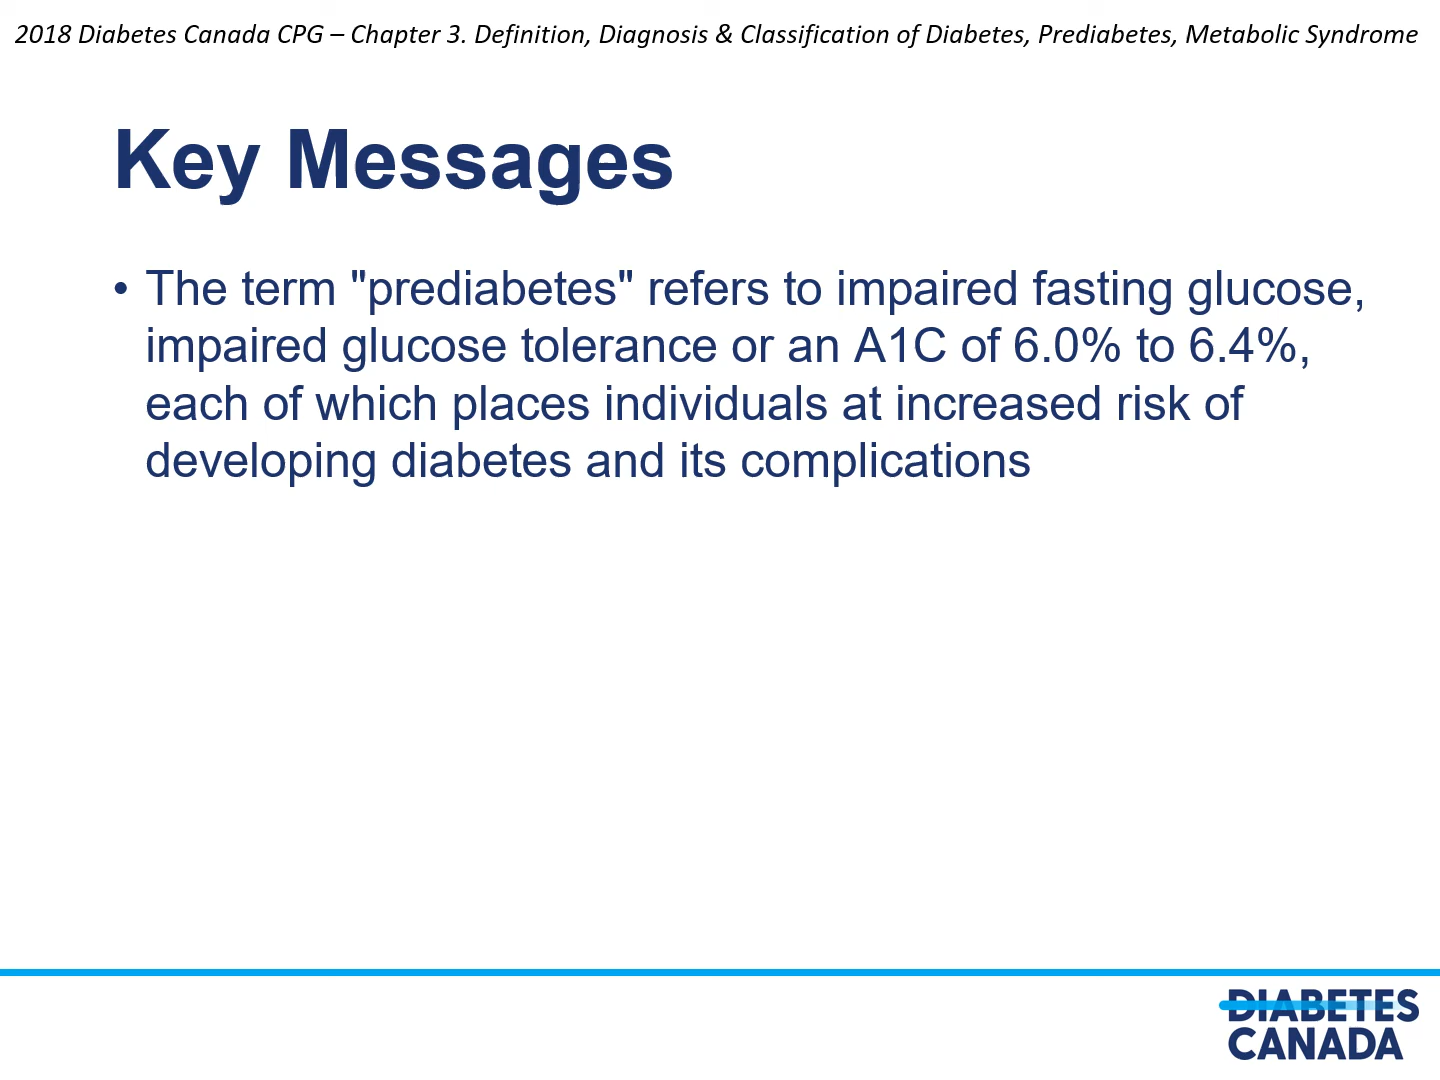 2018 Diabetes Canada CPG – Chapter 3. Definition, Diagnosis & Classification of Diabetes, Prediabetes, Metabolic Syndrome
Key Messages
• The term "prediabetes" refers to impaired fasting glucose,
impaired glucose tolerance or an A1C of 6.0% to 6.4%,
each of which places individuals at increased risk of
developing diabetes and its complications
DIABETES
CANADA